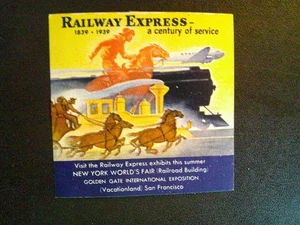 RAILWAY EXPRESS-
1839 - 1939 a century of service
Visit the Railway Express exhibits this summer
NEW YORK WORLD'S FAIR (Railroad Building)
GOLDEN GATE INTERNATIONAL EXPOSITION
(Vacationland) San Francisco